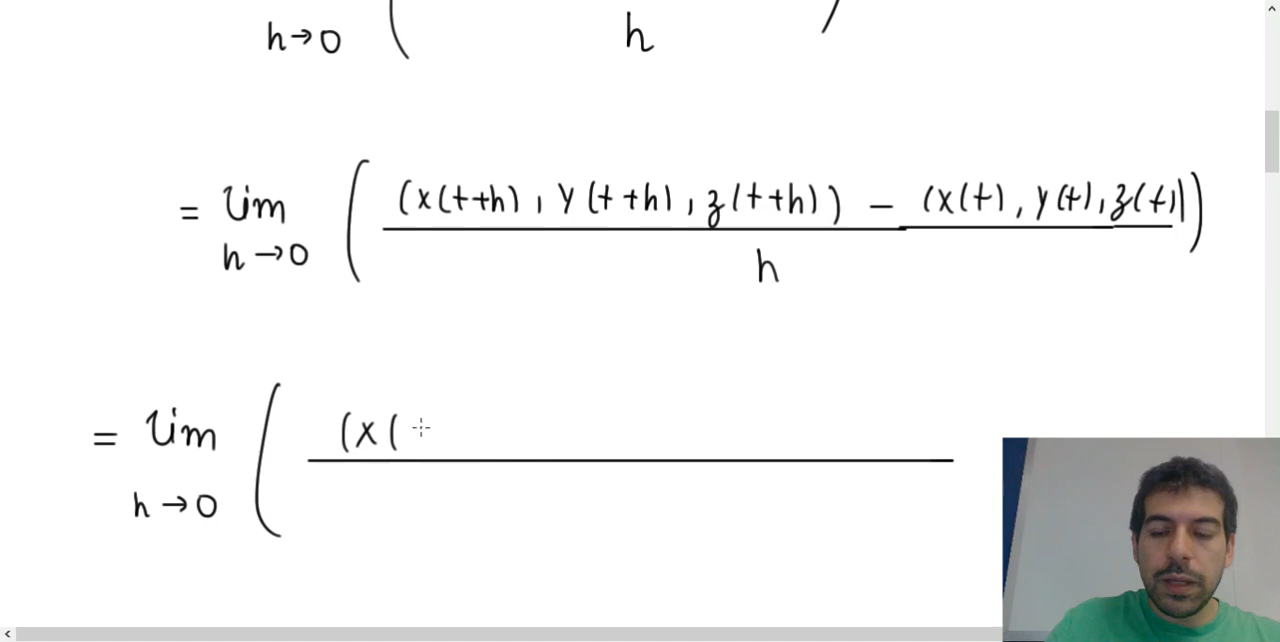 h→0 ( h )
= lim ( (x(t+h), y(t+h), z(t+h)) − (x(t), y(t), z(t)) )
h→0 h
= lim ( (x(
h→0